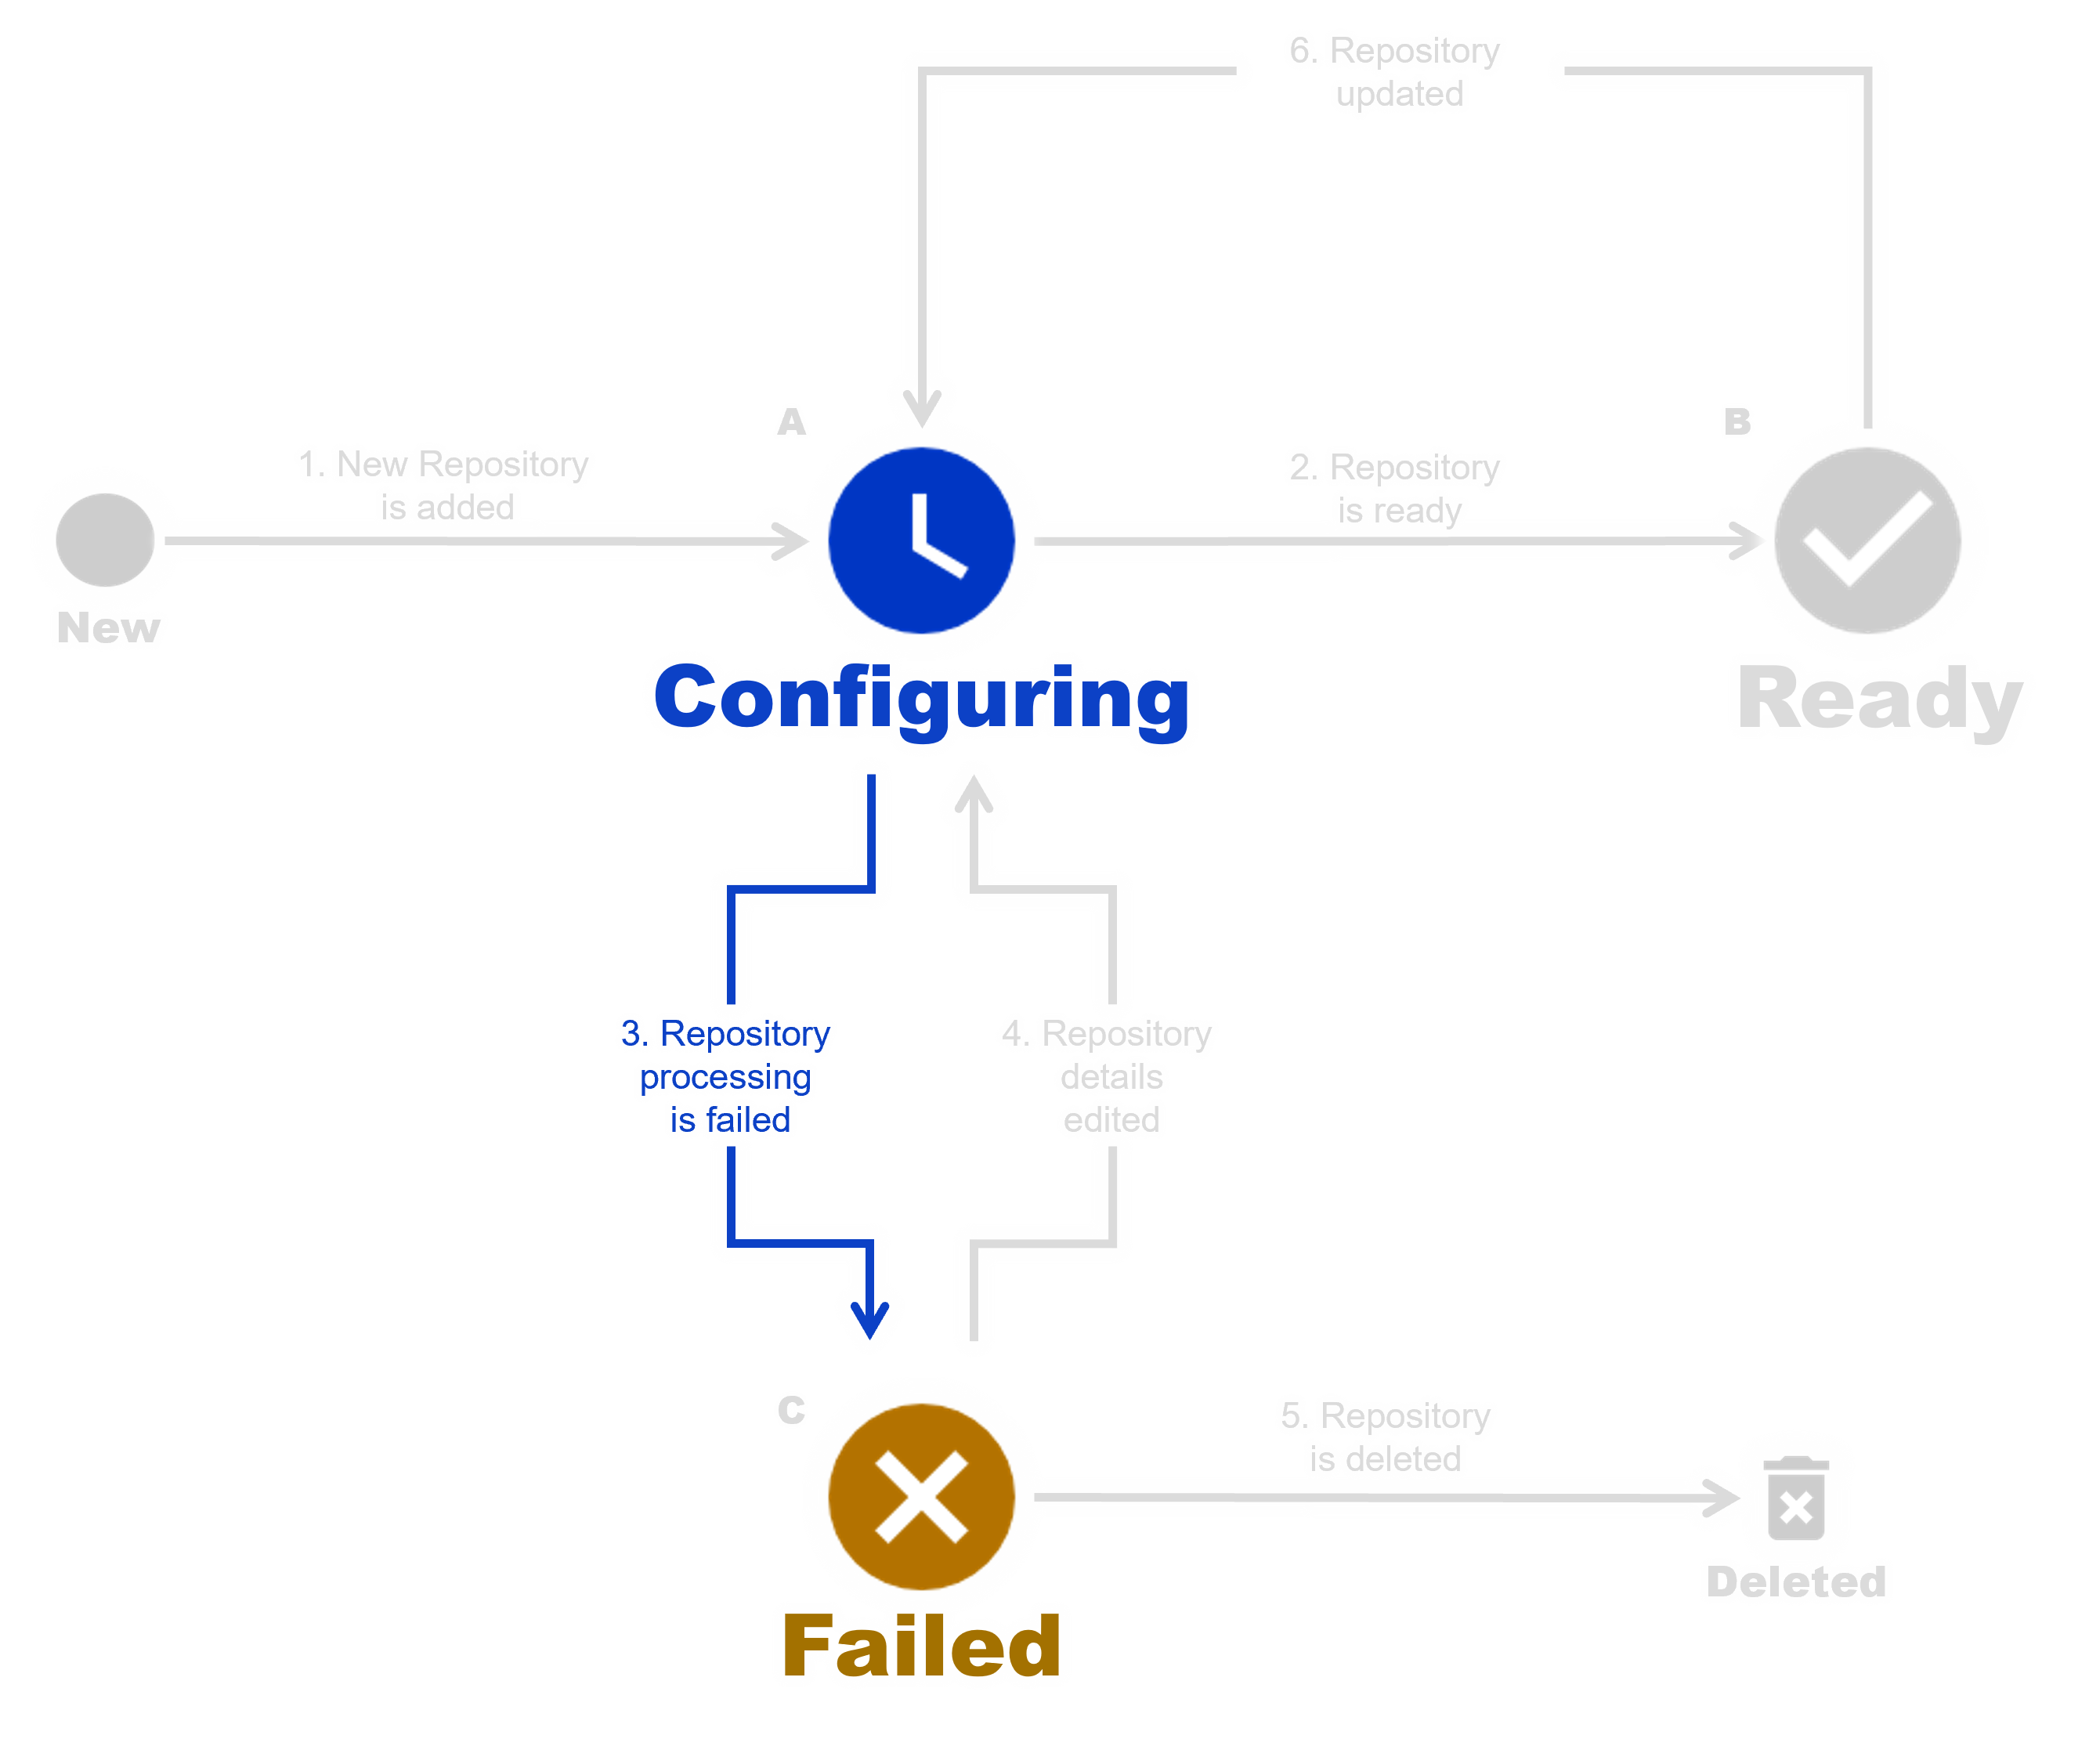 6. Repository
updated
A
B
1. New Repository
is added
2. Repository
is ready
New
Configuring
Ready
3. Repository
processing
is failed
4. Repository
details
edited
C
5. Repository
is deleted
Deleted
Failed